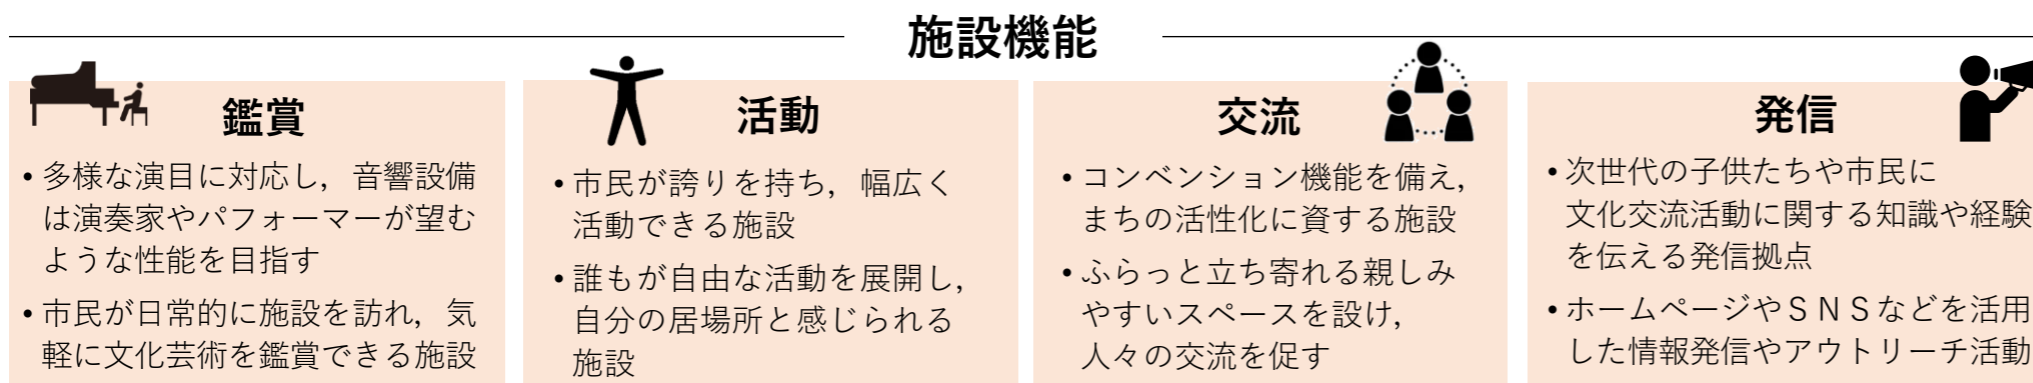 施設機能
鑑賞
• 多様な演目に対応し，音響設備
は演奏家やパフォーマーが望む
ような性能を目指す
• 市民が日常的に施設を訪れ，気
軽に文化芸術を鑑賞できる施設
活動
• 市民が誇りを持ち，幅広く
活動できる施設
• 誰もが自由な活動を展開し，
自分の居場所と感じられる
施設
交流
• コンベンション機能を備え，
まちの活性化に資する施設
• ふらっと立ち寄れる親しみ
やすいスペースを設け，
人々の交流を促す
発信
• 次世代の子供たちや市民に
文化交流活動に関する知識や経験
を伝える発信拠点
• ホームページやＳＮＳなどを活用
した情報発信やアウトリーチ活動